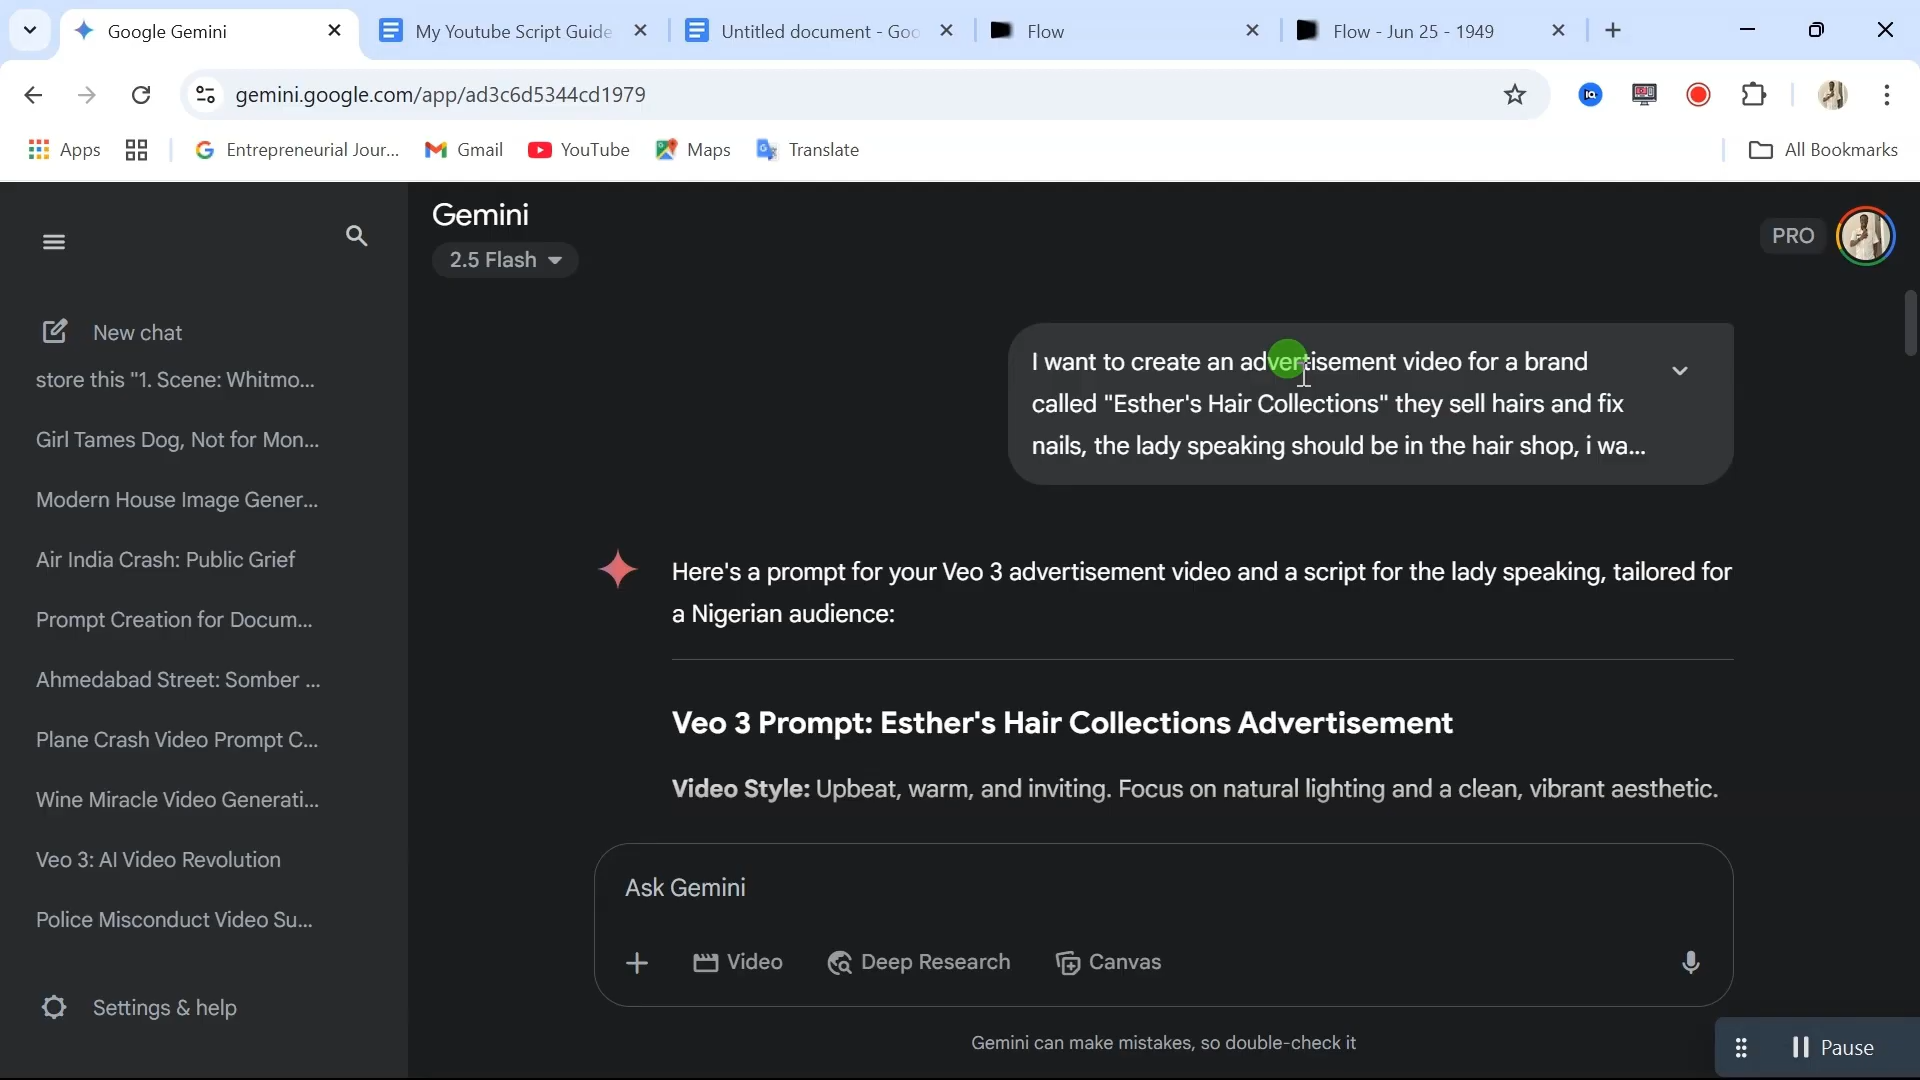 Google Gemini
My Youtube Script Guide
Untitled document - Goo
Flow
Flow - Jun 25 - 1949
gemini.google.com/app/ad3c6d5344cd1979
Apps
Entrepreneurial Jour...
Gmail
YouTube
Maps
Translate
All Bookmarks
Gemini
2.5 Flash
PRO
New chat
store this "1. Scene: Whitmo...
Girl Tames Dog, Not for Mon...
Modern House Image Gener...
Air India Crash: Public Grief
Prompt Creation for Docum...
Ahmedabad Street: Somber ...
Plane Crash Video Prompt C...
Wine Miracle Video Generati...
Veo 3: AI Video Revolution
Police Misconduct Video Su...
Settings & help
I want to create an advertisement video for a brand
called "Esther's Hair Collections" they sell hairs and fix
nails, the lady speaking should be in the hair shop, i wa...
Here's a prompt for your Veo 3 advertisement video and a script for the lady speaking, tailored for
a Nigerian audience:
Veo 3 Prompt: Esther's Hair Collections Advertisement
Video Style: Upbeat, warm, and inviting. Focus on natural lighting and a clean, vibrant aesthetic.
Ask Gemini
Video
Deep Research
Canvas
Gemini can make mistakes, so double-check it
Pause